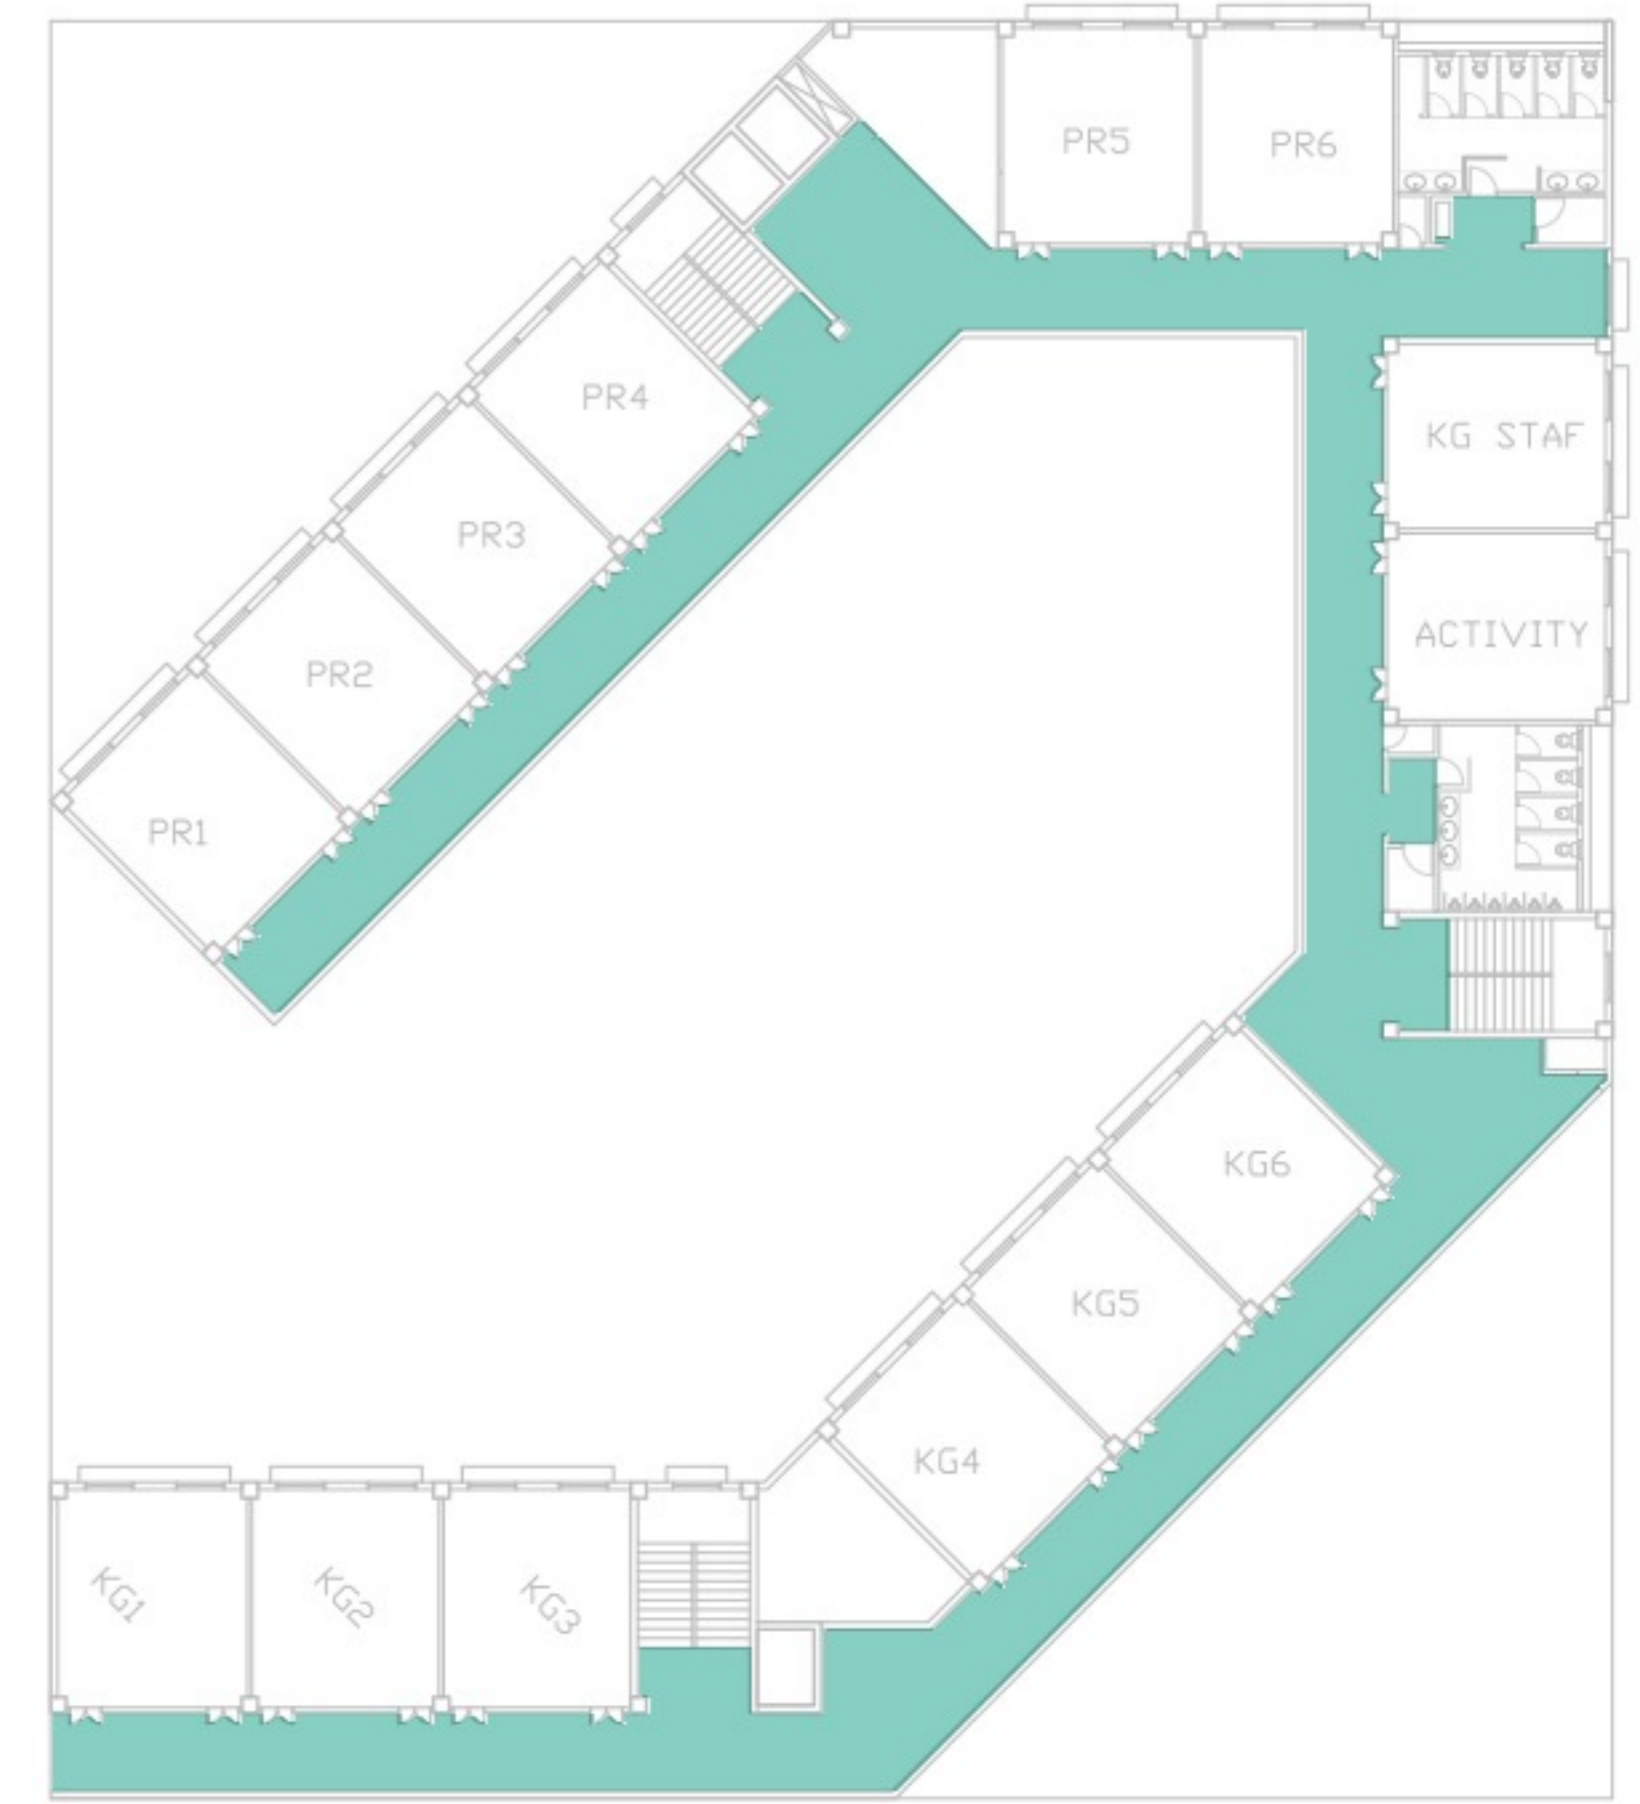 PR5
PR6
PR4
KG STAF
PR3
ACTIVITY
PR2
PR1
KG6
KG5
KG4
KG1
KG2
KG3